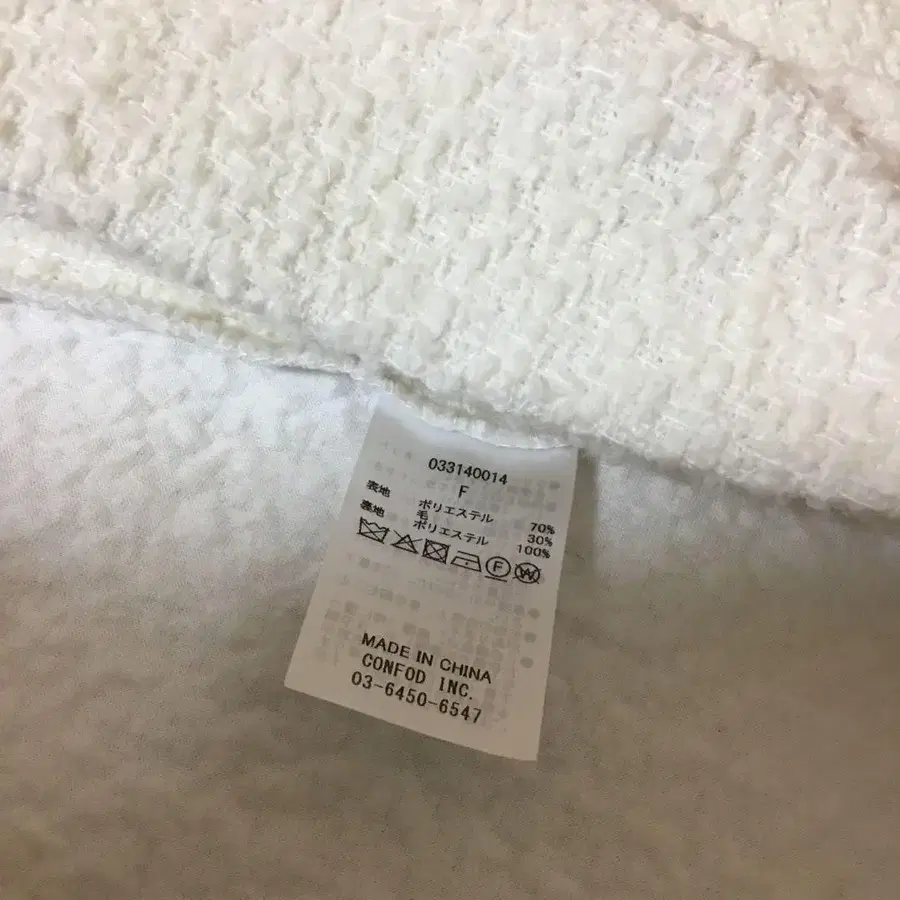 033140014
F
表地 ポリエステル 70%
毛 30%
裏地 ポリエステル 100%
F W
MADE IN CHINA
CONFOD INC.
03-6450-6547